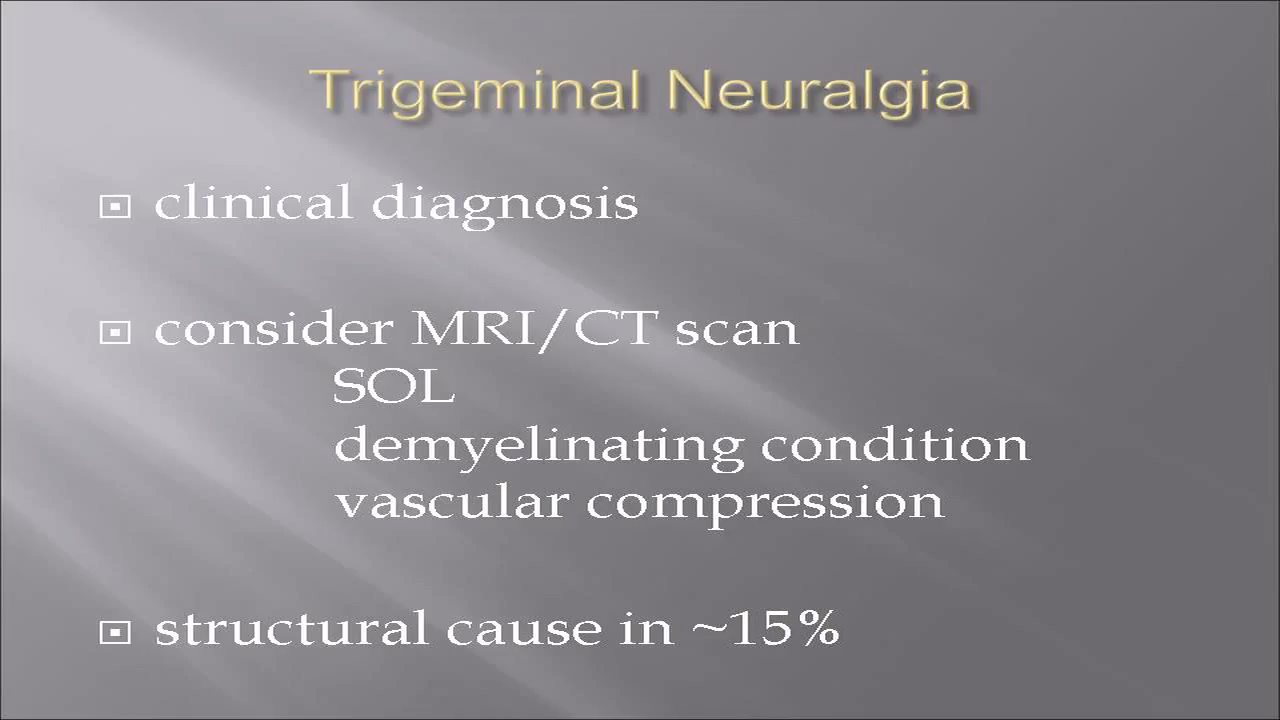 Trigeminal Neuralgia
clinical diagnosis
consider MRI/CT scan
SOL
demyelinating condition
vascular compression
structural cause in ~15%